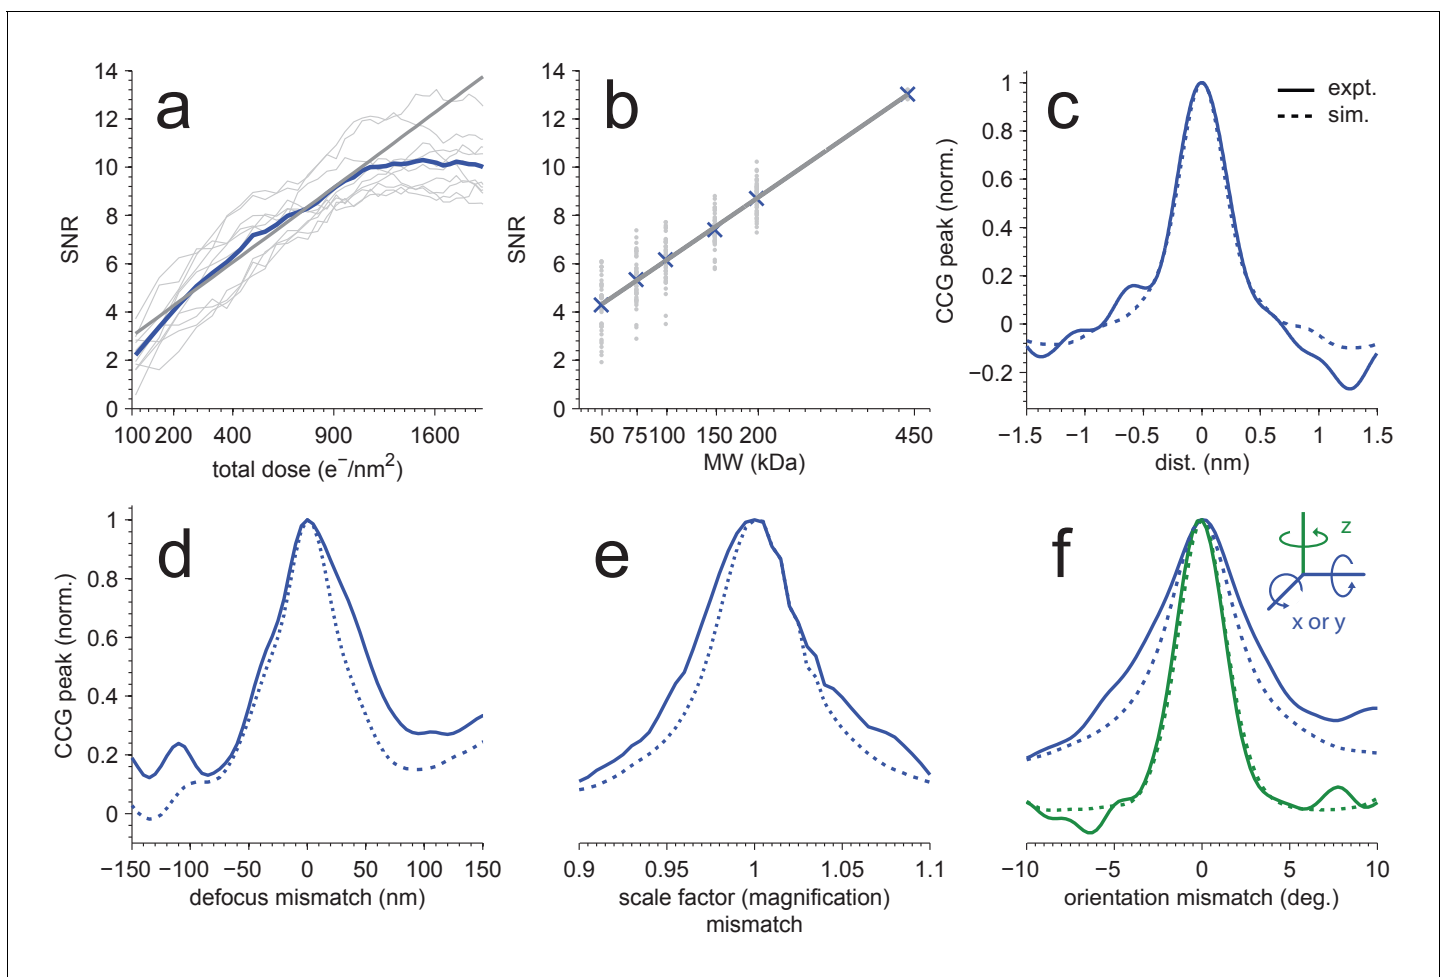 a
SNR
14
12
10
8
6
4
2
0
100 200 400 900 1600
total dose (e⁻/nm²)
b
SNR
14
12
10
8
6
4
2
0
50 75 100 150 200 450
MW (kDa)
c
expt.
sim.
CCG peak (norm.)
1
0.8
0.6
0.4
0.2
0
−0.2
−1.5 −1 −0.5 0 0.5 1 1.5
dist. (nm)
d
CCG peak (norm.)
1
0.8
0.6
0.4
0.2
0
−150 −100 −50 0 50 100 150
defocus mismatch (nm)
e
0.9 0.95 1 1.05 1.1
scale factor (magnification)
mismatch
f
z
x or y
−10 −5 0 5 10
orientation mismatch (deg.)